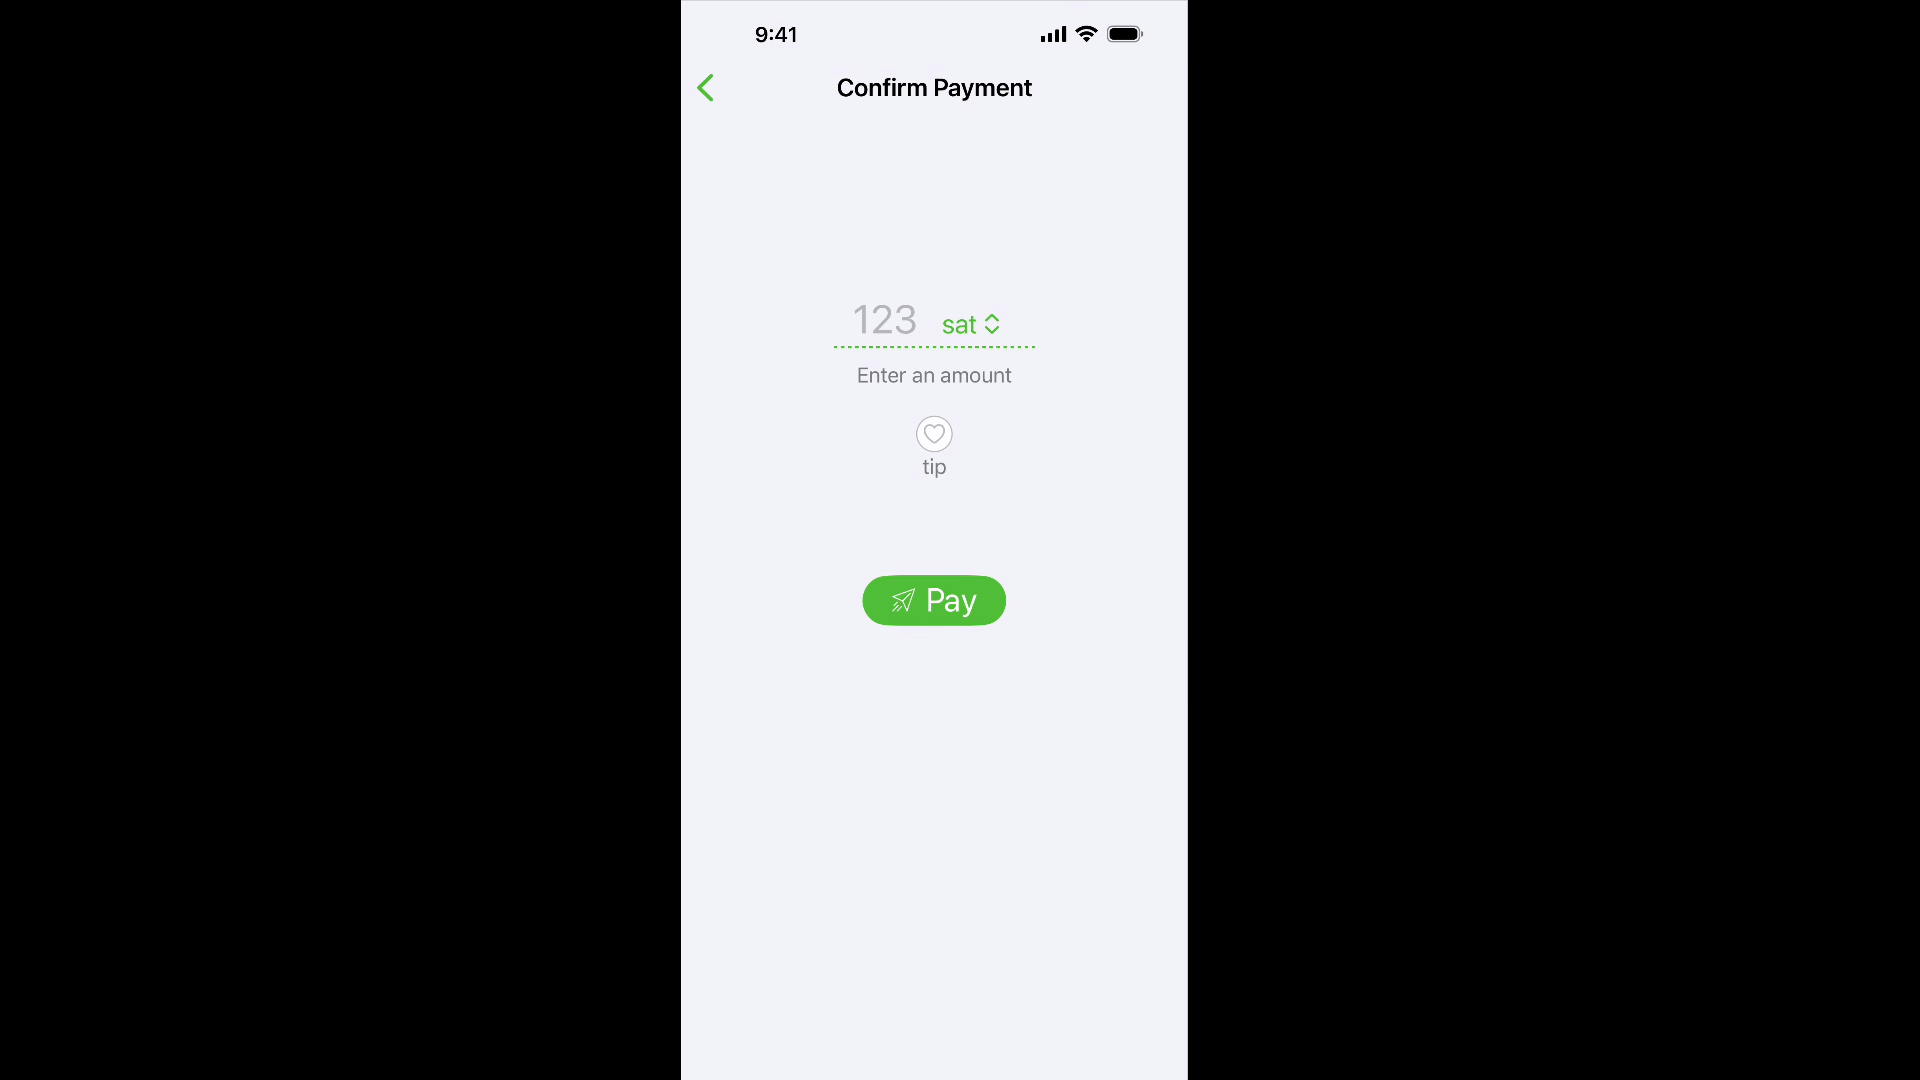 9:41
Confirm Payment
123 sat
Enter an amount
tip
Pay